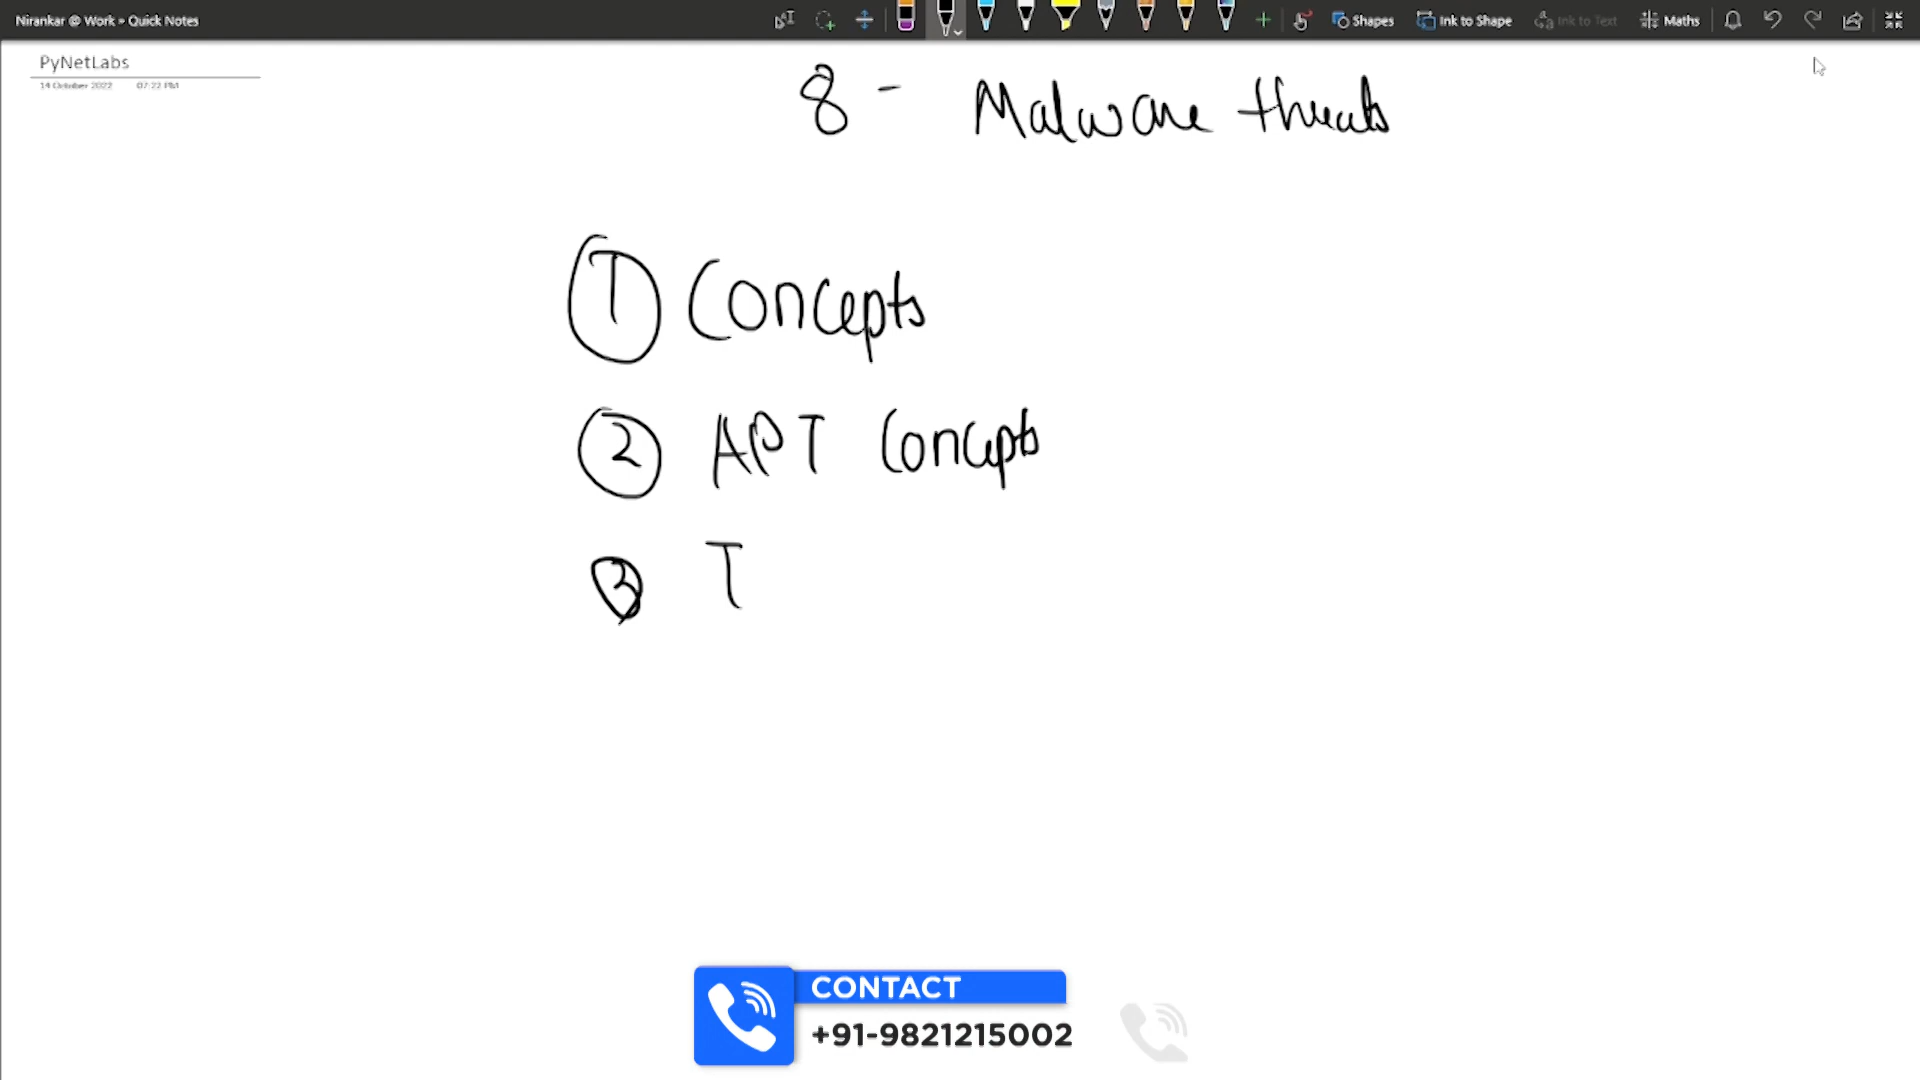 Nirankar @ Work » Quick Notes
Shapes Ink to Shape Ink to Text Maths
PyNetLabs
14 October 2022 07:22 PM
8 - Malware threats
1 Concepts
2 APT Concepts
3 T
CONTACT
+91-9821215002